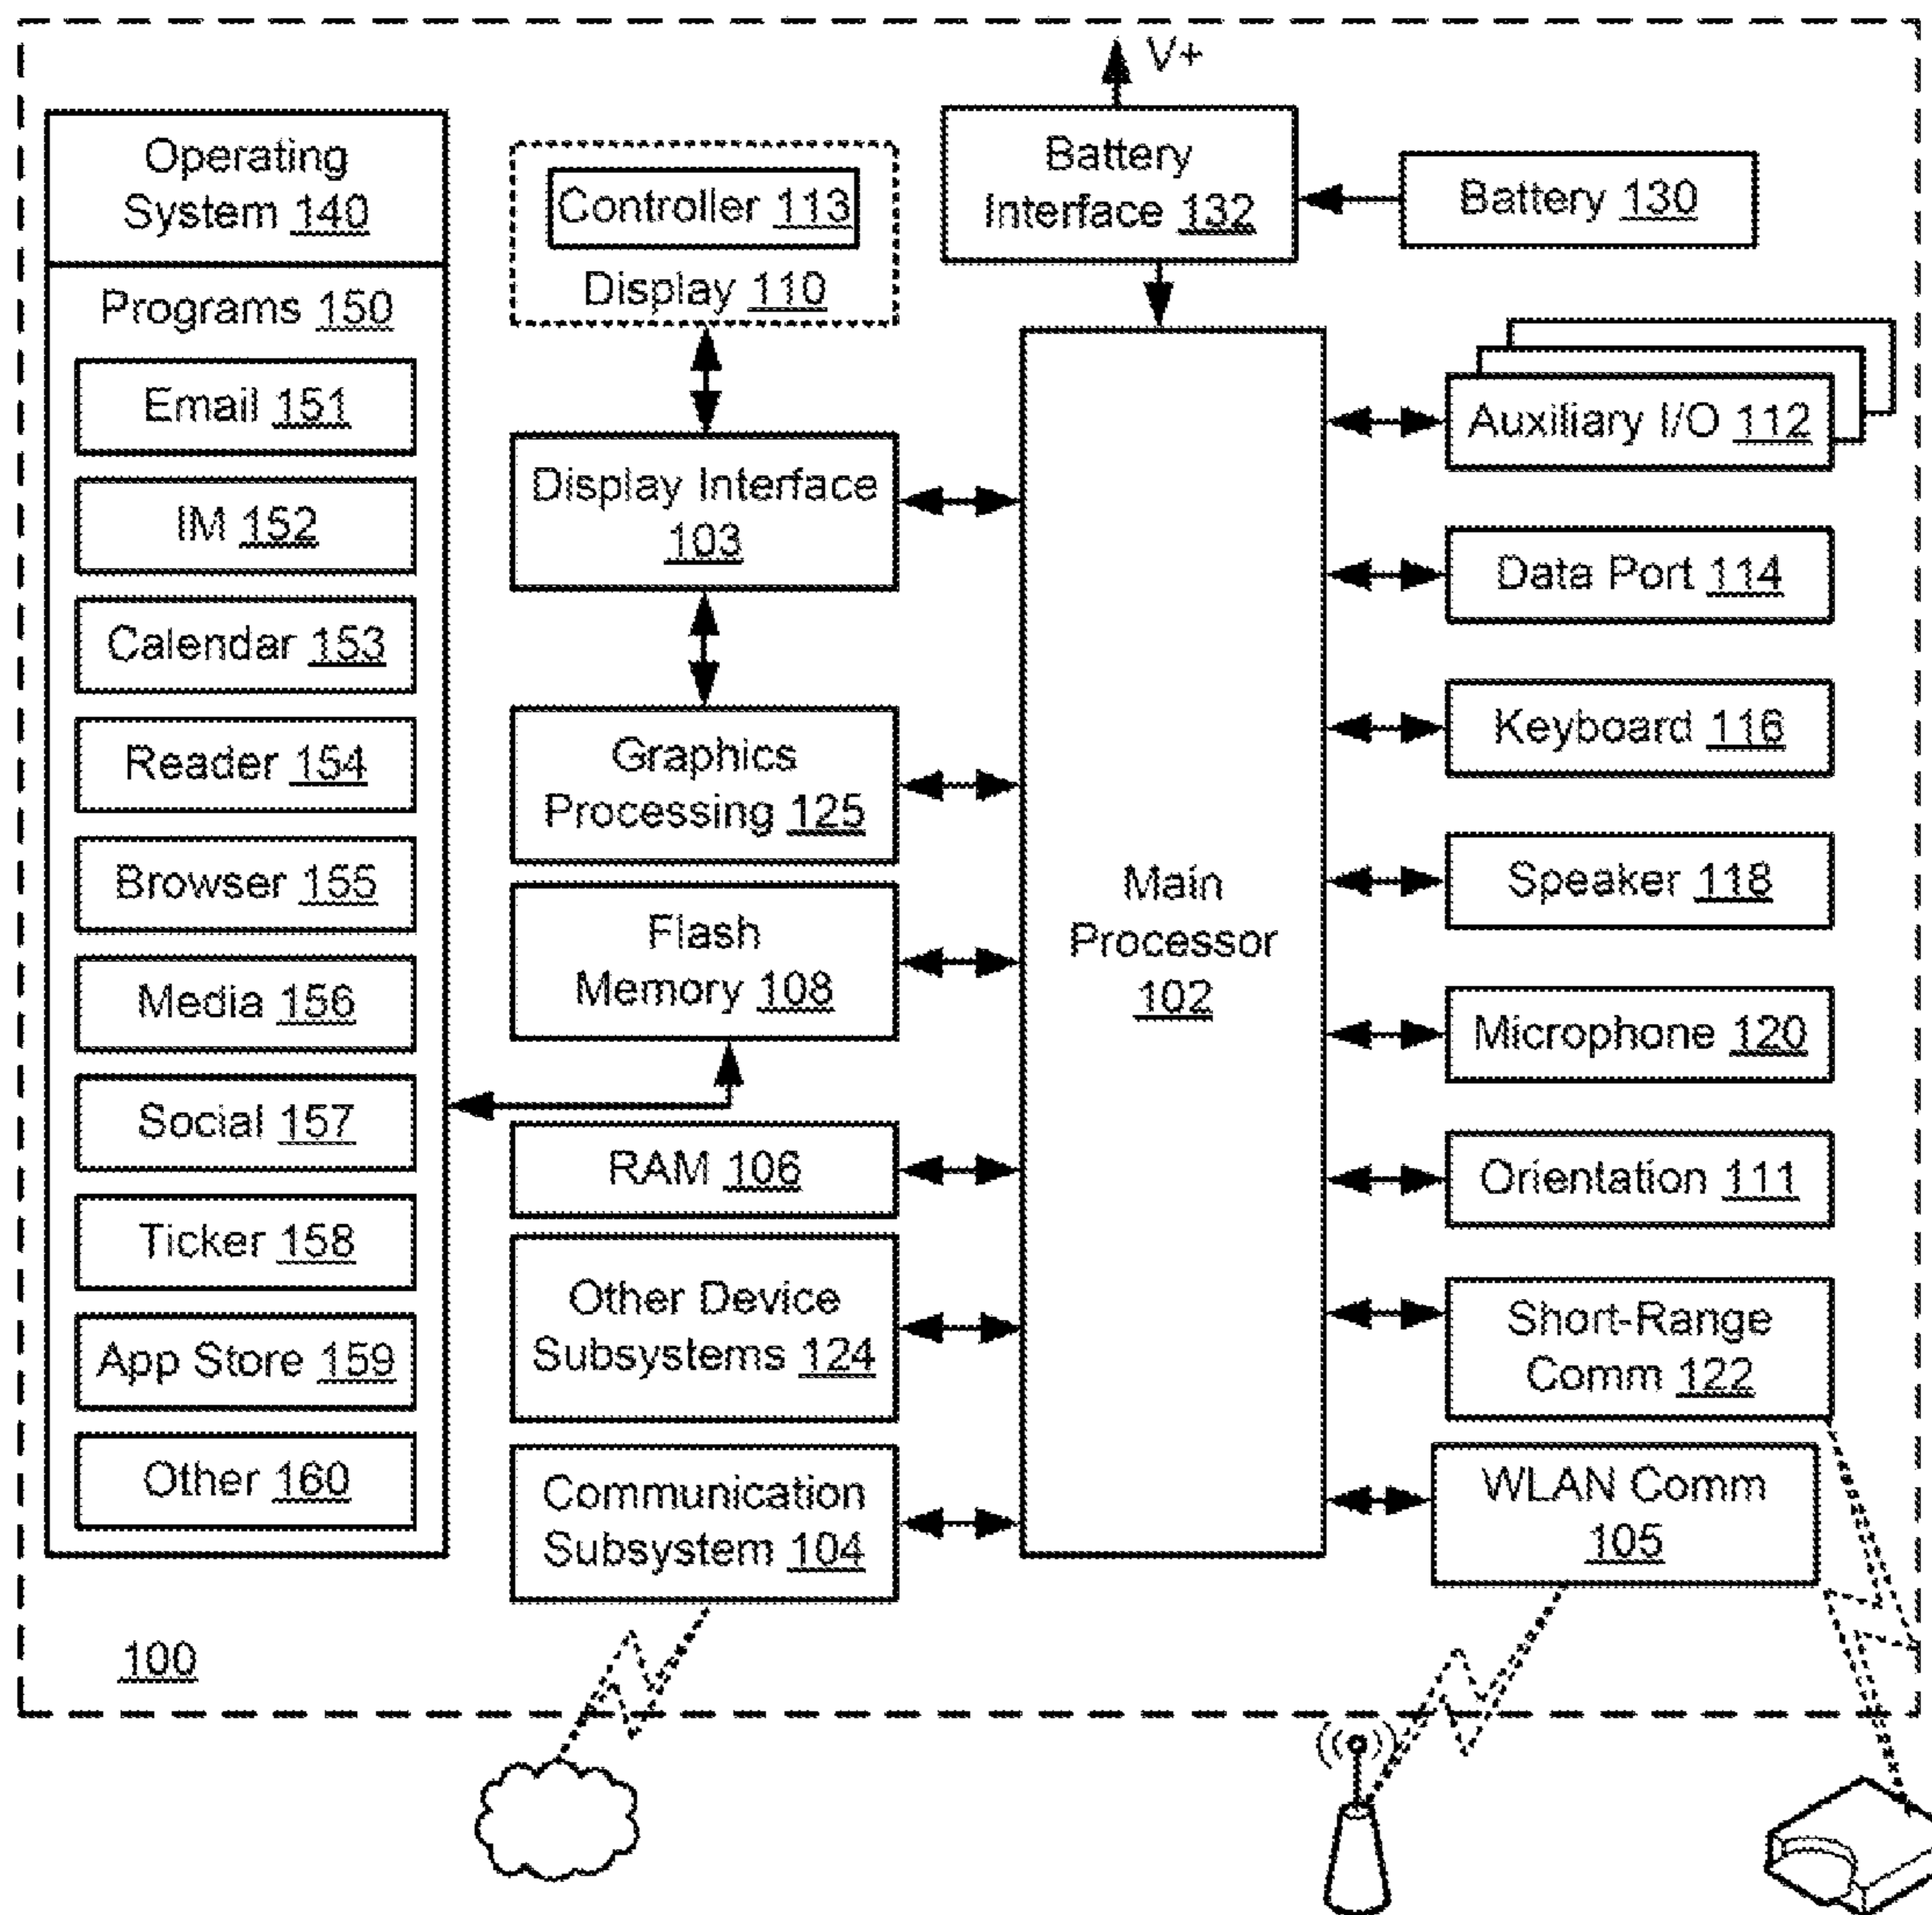 V+
Operating
System 140
Programs 150
Email 151
IM 152
Calendar 153
Reader 154
Browser 155
Media 156
Social 157
Ticker 158
App Store 159
Other 160
100
Controller 113
Display 110
Display Interface
103
Graphics
Processing 125
Flash
Memory 108
RAM 106
Other Device
Subsystems 124
Communication
Subsystem 104
Battery
Interface 132
Battery 130
Main
Processor
102
Auxiliary I/O 112
Data Port 114
Keyboard 116
Speaker 118
Microphone 120
Orientation 111
Short-Range
Comm 122
WLAN Comm
105